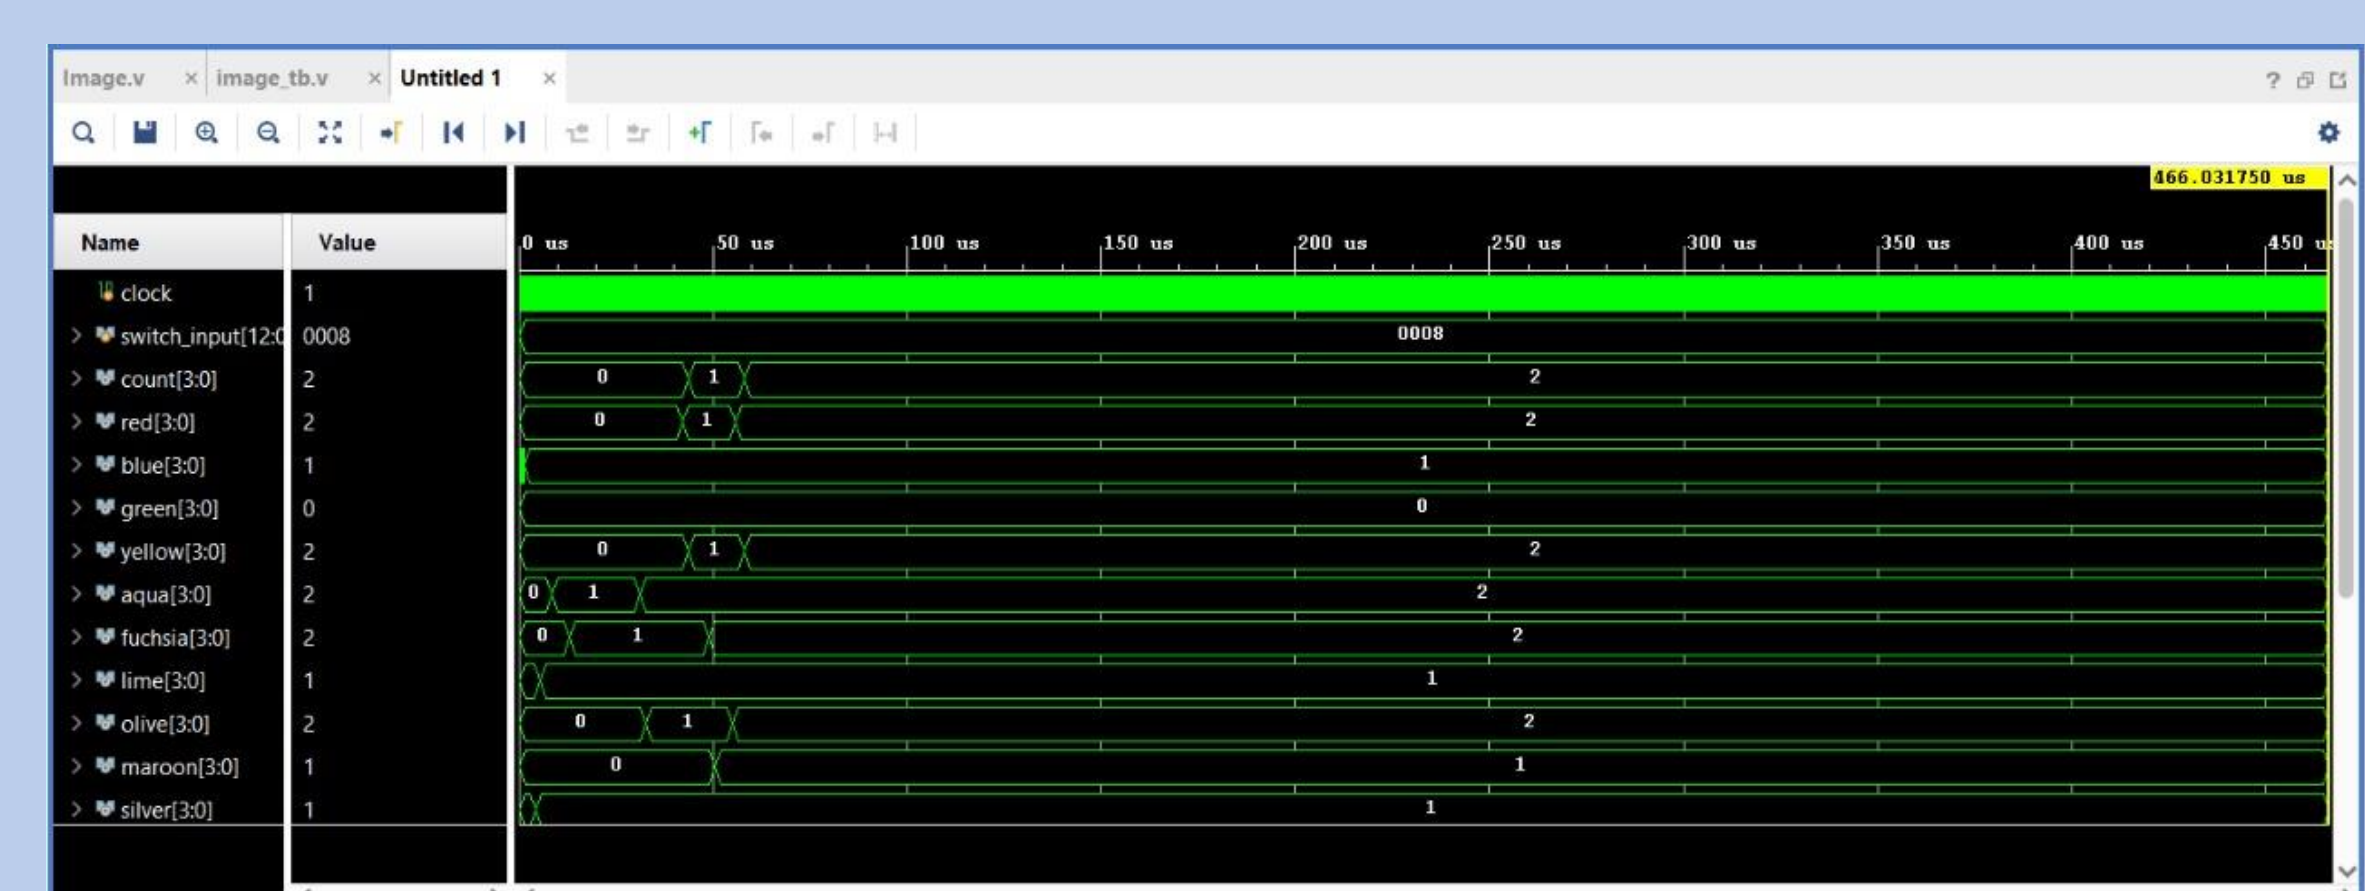 Image.v × image_tb.v × Untitled 1 ×
466.031750 us
Name Value 0 us 50 us 100 us 150 us 200 us 250 us 300 us 350 us 400 us 450 u
clock 1
switch_input[12:0 0008 0008
count[3:0] 2 0 1 2
red[3:0] 2 0 1 2
blue[3:0] 1 1
green[3:0] 0 0
yellow[3:0] 2 0 1 2
aqua[3:0] 2 0 1 2
fuchsia[3:0] 2 0 1 2
lime[3:0] 1 1
olive[3:0] 2 0 1 2
maroon[3:0] 1 0 1
silver[3:0] 1 1